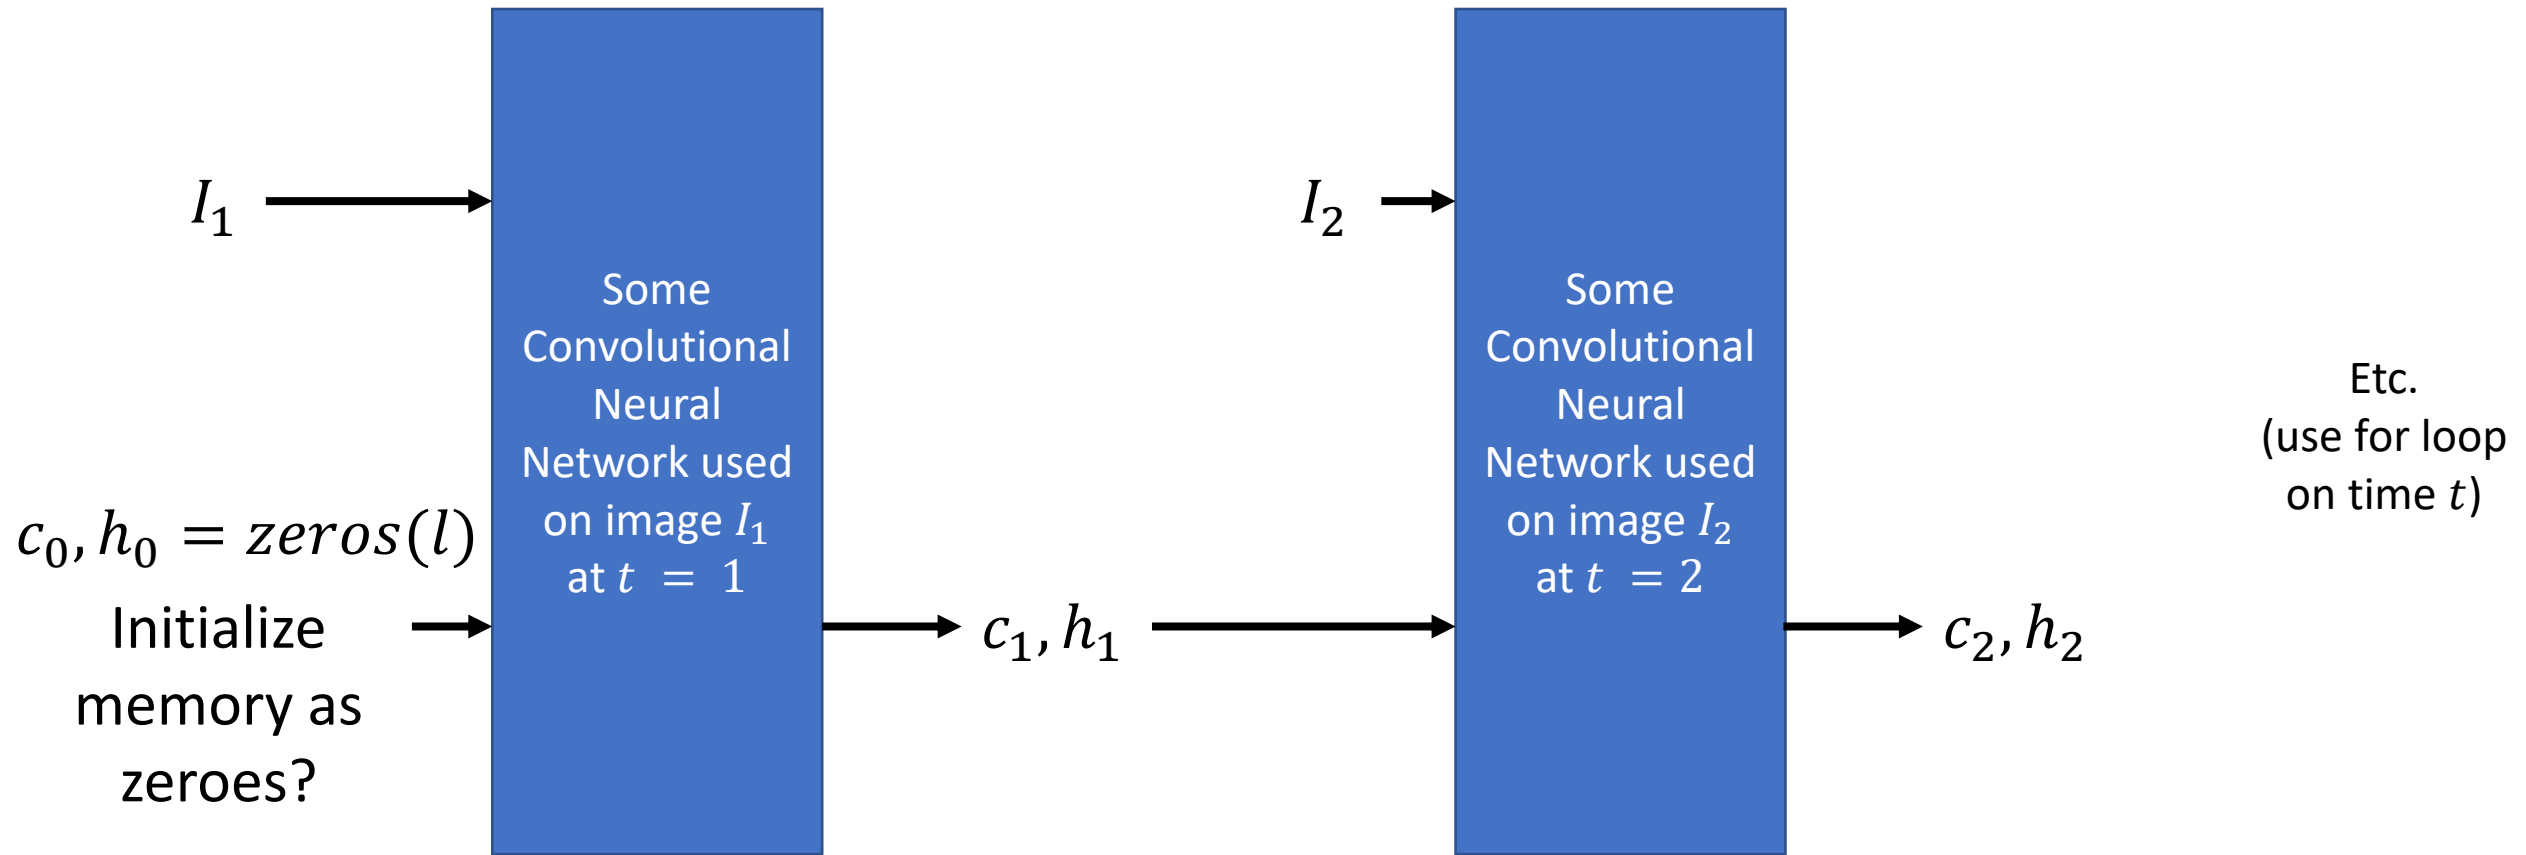 I₁
c₀, h₀ = zeros(l)
Initialize
memory as
zeroes?
Some
Convolutional
Neural
Network used
on image I₁
at t = 1
c₁, h₁
I₂
Some
Convolutional
Neural
Network used
on image I₂
at t = 2
c₂, h₂
Etc.
(use for loop
on time t)